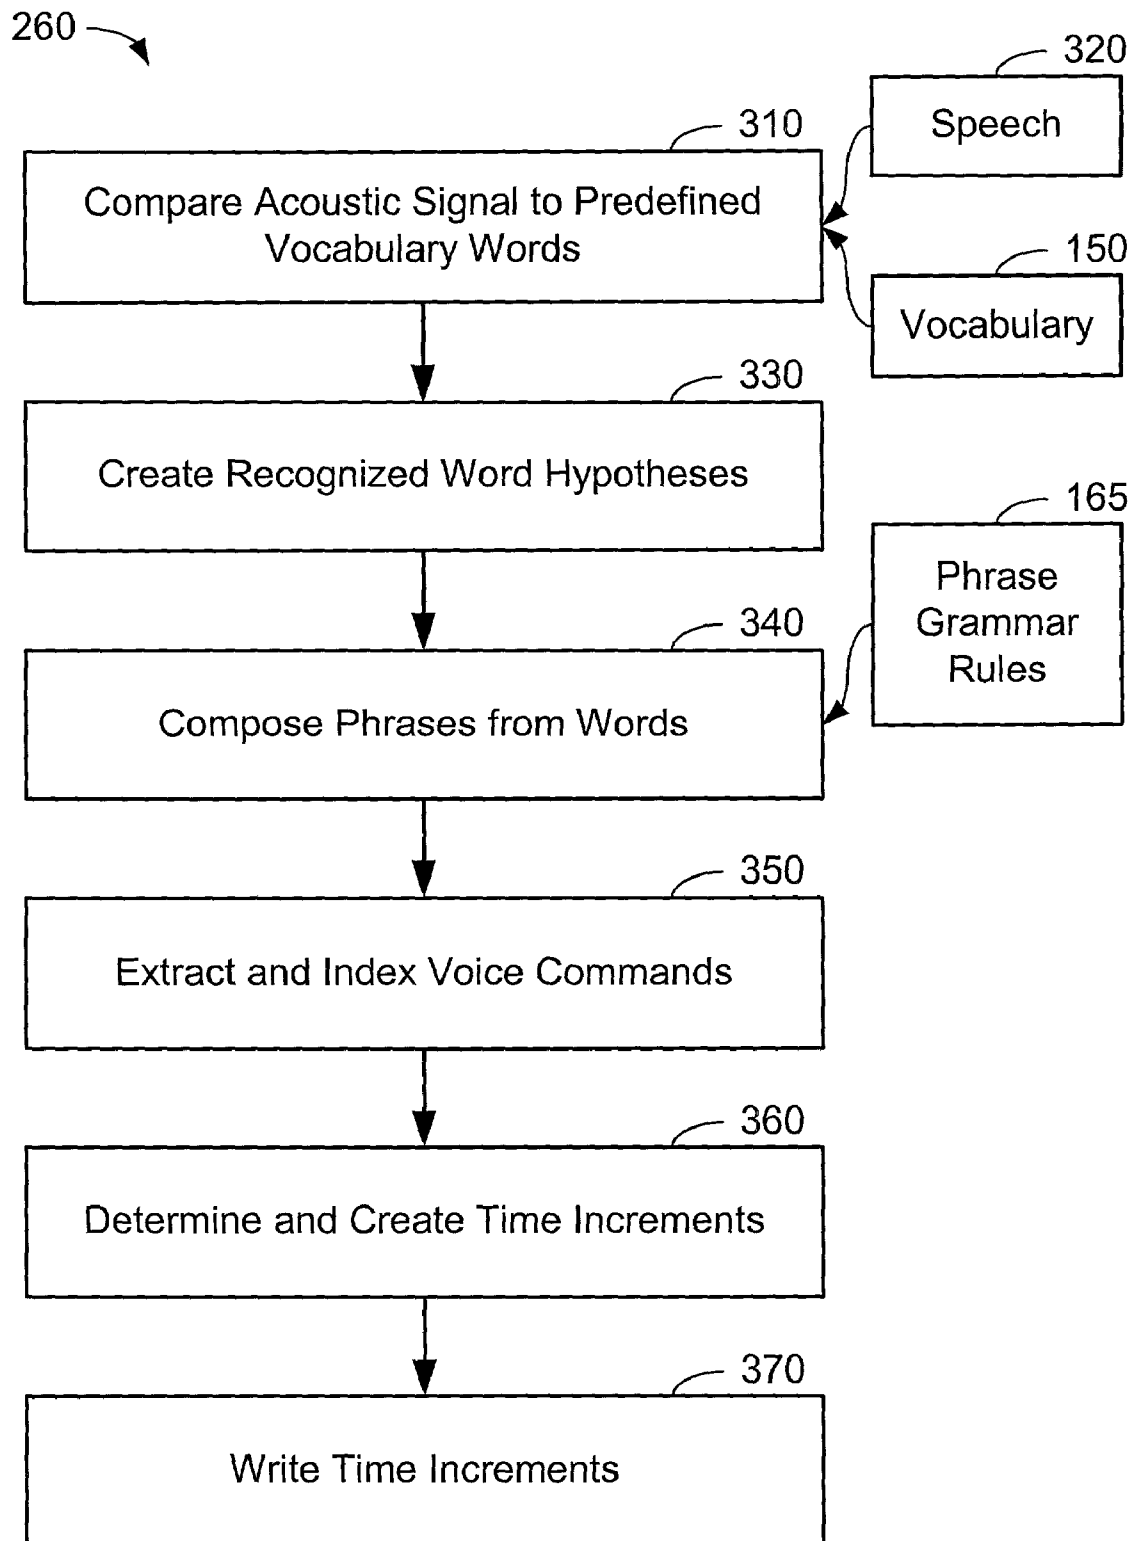 260
320
Speech
310
Compare Acoustic Signal to Predefined
Vocabulary Words
150
Vocabulary
330
Create Recognized Word Hypotheses
165
Phrase
Grammar
Rules
340
Compose Phrases from Words
350
Extract and Index Voice Commands
360
Determine and Create Time Increments
370
Write Time Increments